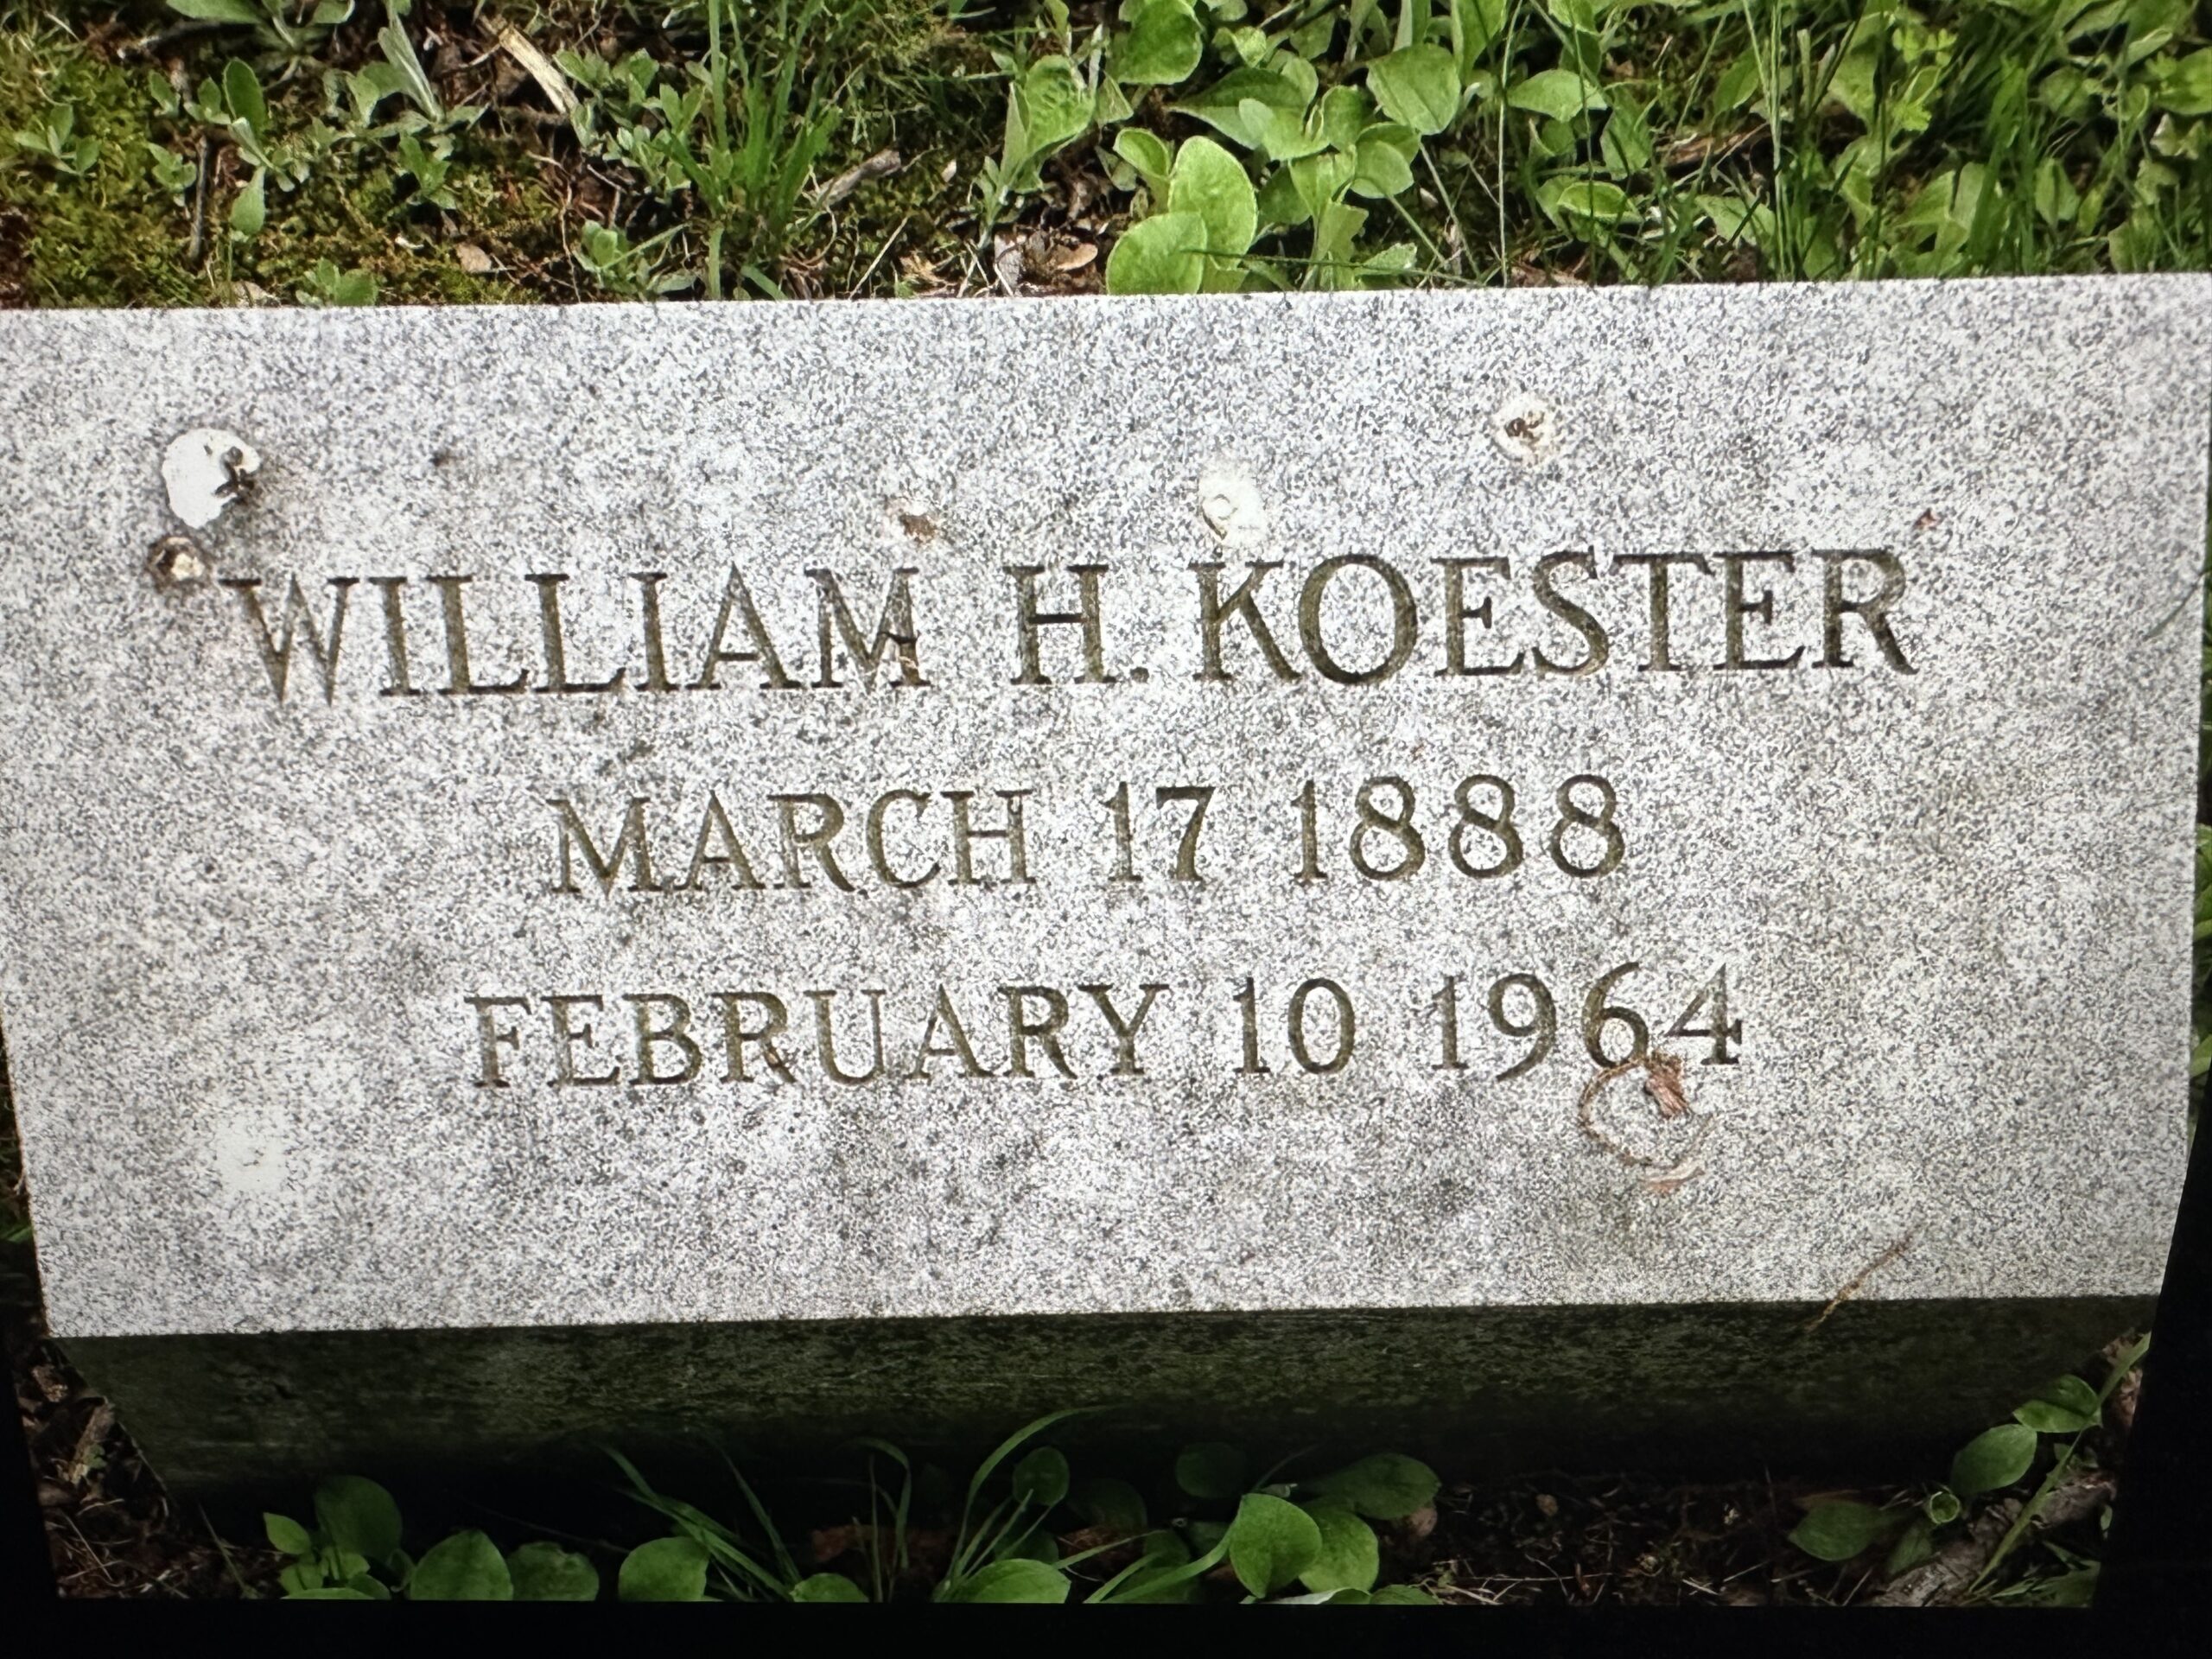 WILLIAM H. KOESTER
MARCH 17 1888
FEBRUARY 10 1964